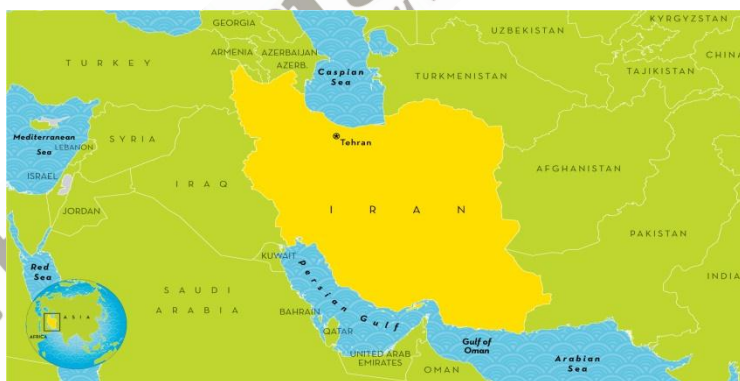 GEORGIA
KYRGYZSTAN
UZBEKISTAN
ARMENIA AZERBAIJAN
CHINA
TURKEY
AZERB.
Caspian
Sea
TURKMENISTAN
TAJIKISTAN
Tehran
Mediterranean
Sea
SYRIA
LEBANON
AFGHANISTAN
ISRAEL
IRAQ
IRAN
JORDAN
PAKISTAN
KUWAIT
Red
Sea
Persian Gulf
INDIA
SAUDI
ARABIA
BAHRAIN
QATAR
ASIA
AFRICA
Gulf of
Oman
UNITED ARAB
EMIRATES
Arabian
Sea
OMAN